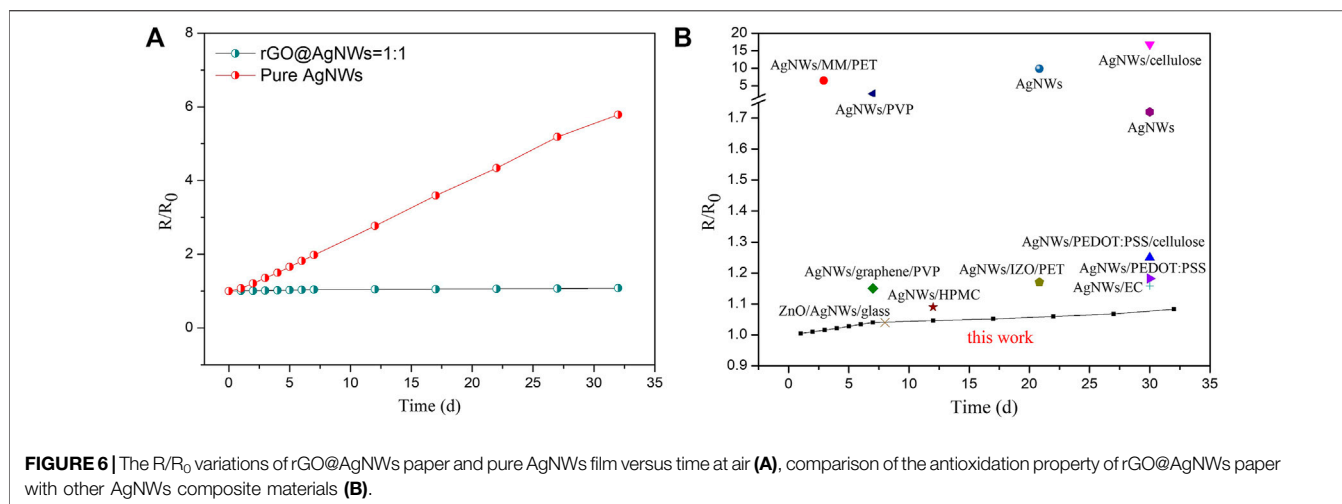 A
rGO@AgNWs=1:1
Pure AgNWs
8
6
4
2
0
R/R0
0 5 10 15 20 25 30 35
Time (d)
B
20
15
10
5
1.7
1.6
1.5
1.4
1.3
1.2
1.1
1.0
0.9
R/R0
AgNWs/MM/PET
AgNWs/PVP
AgNWs
AgNWs/cellulose
AgNWs
AgNWs/PEDOT:PSS/cellulose
AgNWs/graphene/PVP
AgNWs/IZO/PET
AgNWs/PEDOT:PSS
AgNWs/EC
AgNWs/HPMC
ZnO/AgNWs/glass
this work
0 5 10 15 20 25 30 35
Time (d)
FIGURE 6 | The R/R0 variations of rGO@AgNWs paper and pure AgNWs film versus time at air (A), comparison of the antioxidation property of rGO@AgNWs paper
with other AgNWs composite materials (B).